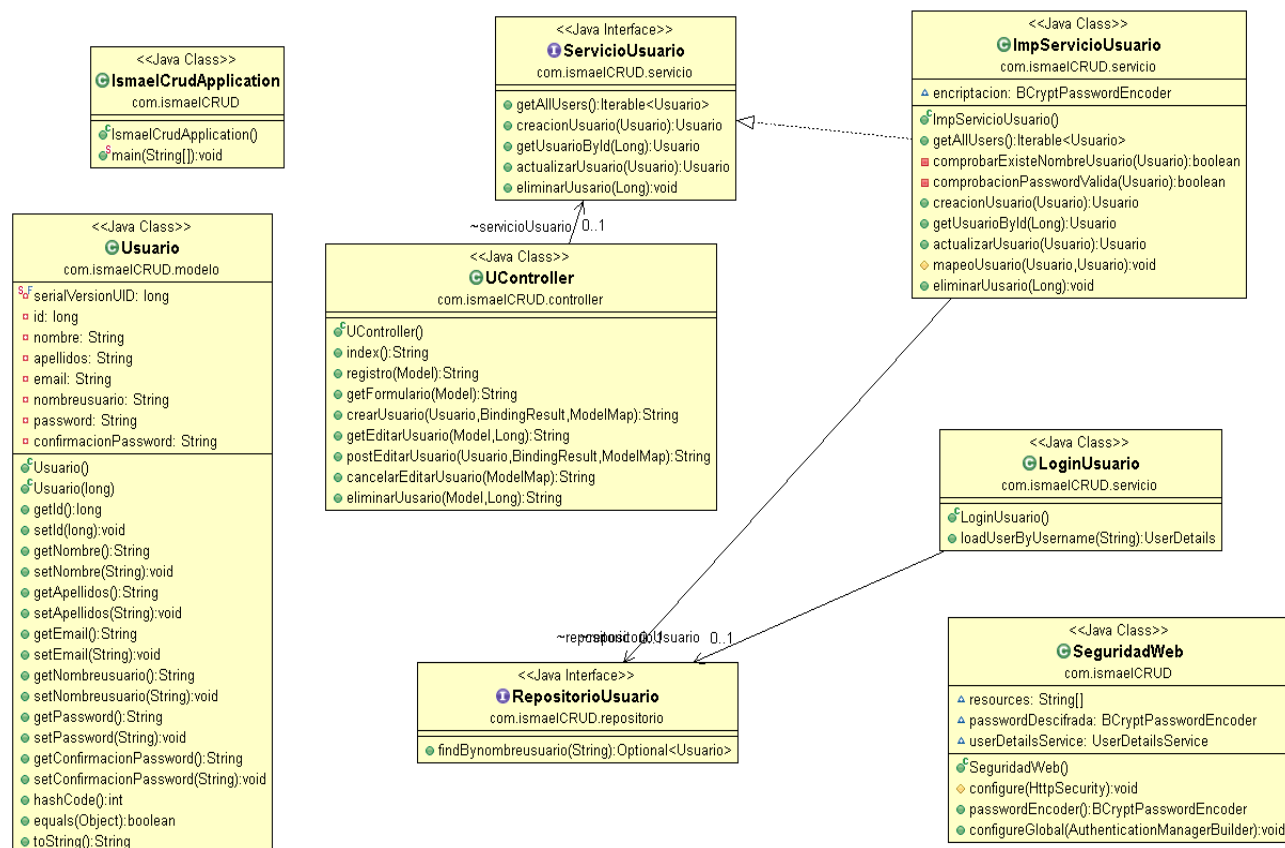 <<Java Class>>
IsmaelCrudApplication
com.ismaelCRUD
IsmaelCrudApplication()
main(String[]):void
<<Java Interface>>
ServicioUsuario
com.ismaelCRUD.servicio
getAllUsers():Iterable<Usuario>
creacionUsuario(Usuario):Usuario
getUsuarioById(Long):Usuario
actualizarUsuario(Usuario):Usuario
eliminarUusario(Long):void
<<Java Class>>
ImpServicioUsuario
com.ismaelCRUD.servicio
encriptacion: BCryptPasswordEncoder
ImpServicioUsuario()
getAllUsers():Iterable<Usuario>
comprobarExisteNombreUsuario(Usuario):boolean
comprobacionPasswordValida(Usuario):boolean
creacionUsuario(Usuario):Usuario
getUsuarioById(Long):Usuario
actualizarUsuario(Usuario):Usuario
mapeoUsuario(Usuario,Usuario):void
eliminarUusario(Long):void
<<Java Class>>
Usuario
com.ismaelCRUD.modelo
serialVersionUID: long
id: long
nombre: String
apellidos: String
email: String
nombreusuario: String
password: String
confirmacionPassword: String
Usuario()
Usuario(long)
getId():long
setId(long):void
getNombre():String
setNombre(String):void
getApellidos():String
setApellidos(String):void
getEmail():String
setEmail(String):void
getNombreusuario():String
setNombreusuario(String):void
getPassword():String
setPassword(String):void
getConfirmacionPassword():String
setConfirmacionPassword(String):void
hashCode():int
equals(Object):boolean
toString():String
~servicioUsuario 0..1
<<Java Class>>
UController
com.ismaelCRUD.controller
UController()
index():String
registro(Model):String
getFormulario(Model):String
crearUsuario(Usuario,BindingResult,ModelMap):String
getEditarUsuario(Model,Long):String
postEditarUsuario(Usuario,BindingResult,ModelMap):String
cancelarEditarUsuario(ModelMap):String
eliminarUusario(Model,Long):String
<<Java Class>>
LoginUsuario
com.ismaelCRUD.servicio
LoginUsuario()
loadUserByUsername(String):UserDetails
0..1
<<Java Interface>>
RepositorioUsuario
com.ismaelCRUD.repositorio
findBynombreusuario(String):Optional<Usuario>
<<Java Class>>
SeguridadWeb
com.ismaelCRUD
resources: String[]
passwordDescifrada: BCryptPasswordEncoder
userDetailsService: UserDetailsService
SeguridadWeb()
configure(HttpSecurity):void
passwordEncoder():BCryptPasswordEncoder
configureGlobal(AuthenticationManagerBuilder):void